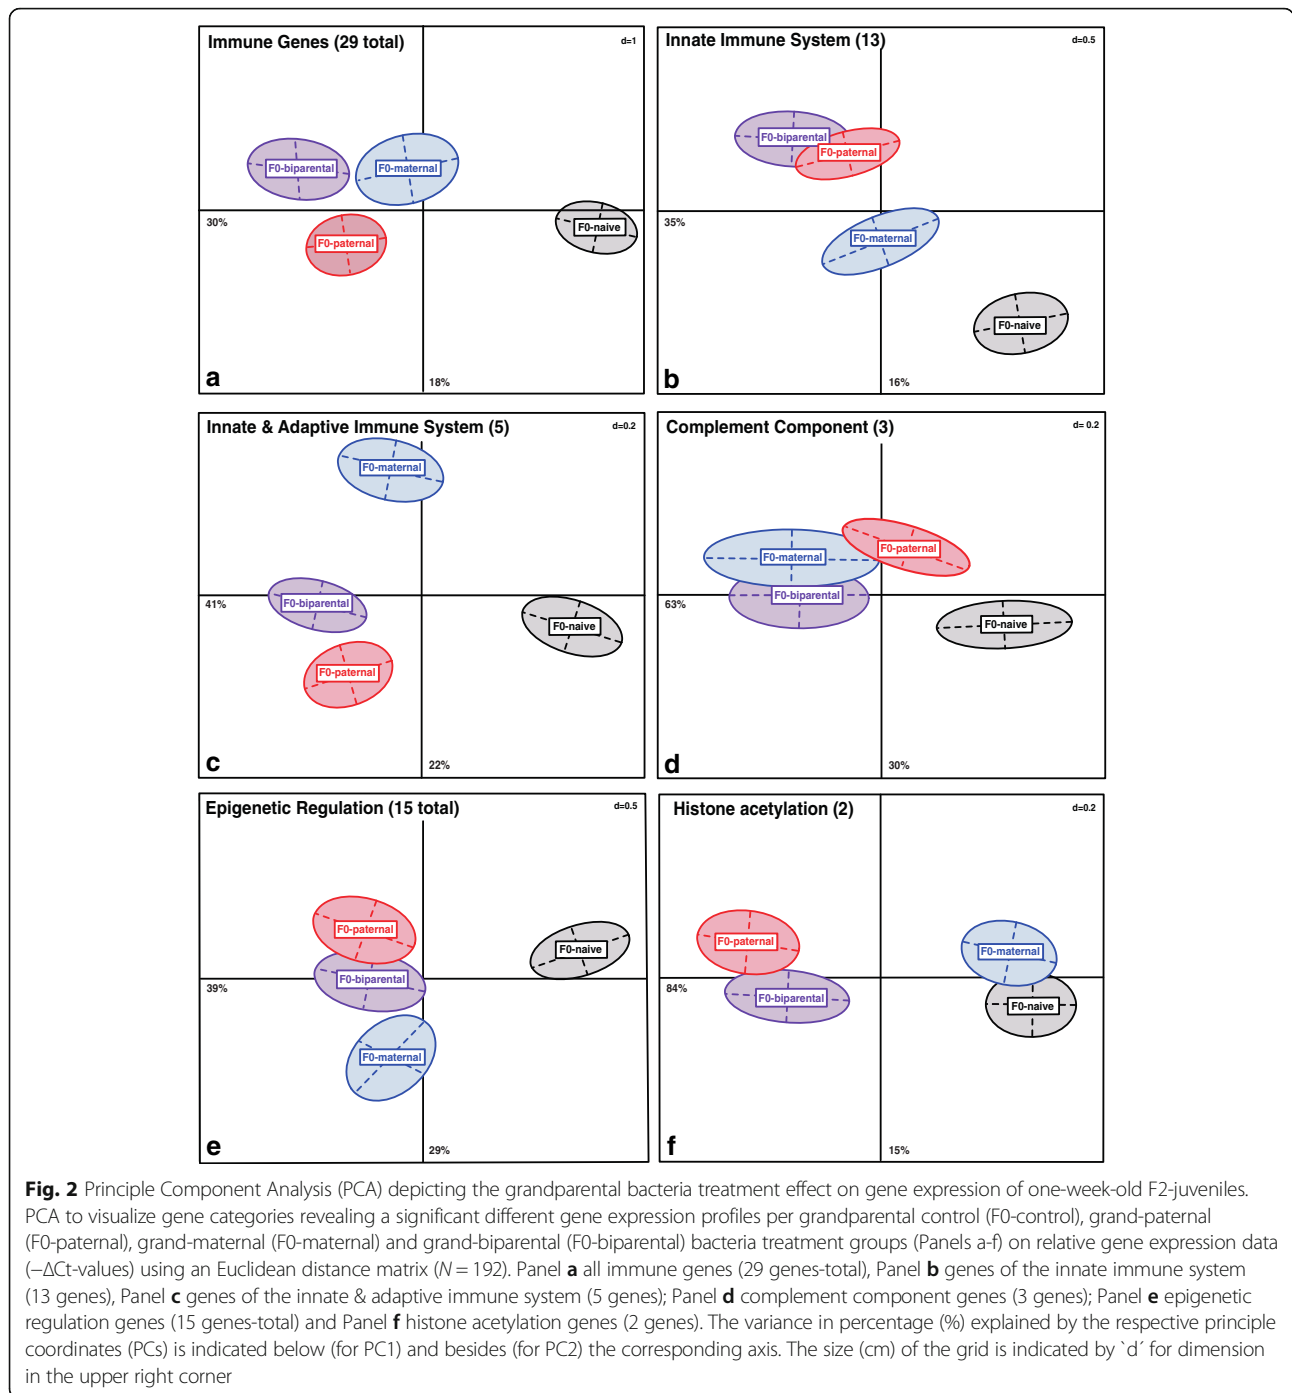 Immune Genes (29 total)
d=1
F0-biparental
F0-maternal
30%
F0-naive
F0-paternal
a
18%
Innate Immune System (13)
d=0.5
F0-biparental
F0-paternal
35%
F0-maternal
F0-naive
b
16%
Innate & Adaptive Immune System (5)
d=0.2
F0-maternal
41%
F0-biparental
F0-naive
F0-paternal
c
22%
Complement Component (3)
d= 0.2
F0-paternal
F0-maternal
63%
F0-biparental
F0-naive
d
30%
Epigenetic Regulation (15 total)
d=0.5
F0-paternal
F0-naive
F0-biparental
39%
F0-maternal
e
29%
Histone acetylation (2)
d=0.2
F0-paternal
F0-maternal
84%
F0-biparental
F0-naive
f
15%
Fig. 2 Principle Component Analysis (PCA) depicting the grandparental bacteria treatment effect on gene expression of one-week-old F2-juveniles.
PCA to visualize gene categories revealing a significant different gene expression profiles per grandparental control (F0-control), grand-paternal
(F0-paternal), grand-maternal (F0-maternal) and grand-biparental (F0-biparental) bacteria treatment groups (Panels a-f) on relative gene expression data
(−ΔCt-values) using an Euclidean distance matrix (N = 192). Panel a all immune genes (29 genes-total), Panel b genes of the innate immune system
(13 genes), Panel c genes of the innate & adaptive immune system (5 genes); Panel d complement component genes (3 genes); Panel e epigenetic
regulation genes (15 genes-total) and Panel f histone acetylation genes (2 genes). The variance in percentage (%) explained by the respective principle
coordinates (PCs) is indicated below (for PC1) and besides (for PC2) the corresponding axis. The size (cm) of the grid is indicated by `d´ for dimension
in the upper right corner